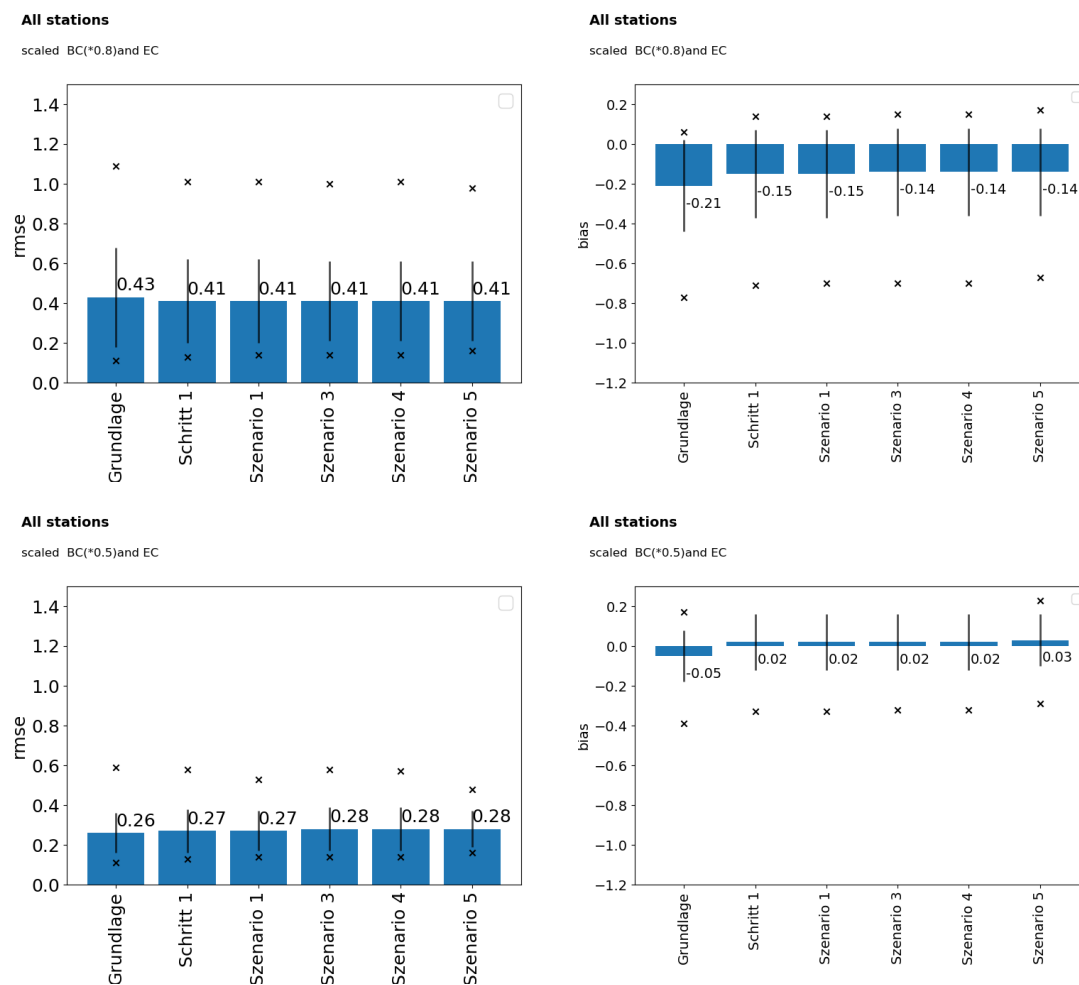 All stations
scaled  BC(*0.8)and EC
rmse
1.4
1.2
1.0
0.8
0.6
0.4
0.2
0.0
0.43
0.41
0.41
0.41
0.41
0.41
Grundlage
Schritt 1
Szenario 1
Szenario 3
Szenario 4
Szenario 5
All stations
scaled  BC(*0.8)and EC
bias
0.2
0.0
−0.2
−0.4
−0.6
−0.8
−1.0
−1.2
-0.21
-0.15
-0.15
-0.14
-0.14
-0.14
Grundlage
Schritt 1
Szenario 1
Szenario 3
Szenario 4
Szenario 5
All stations
scaled  BC(*0.5)and EC
rmse
1.4
1.2
1.0
0.8
0.6
0.4
0.2
0.0
0.26
0.27
0.27
0.28
0.28
0.28
Grundlage
Schritt 1
Szenario 1
Szenario 3
Szenario 4
Szenario 5
All stations
scaled  BC(*0.5)and EC
bias
0.2
0.0
−0.2
−0.4
−0.6
−0.8
−1.0
−1.2
-0.05
0.02
0.02
0.02
0.02
0.03
Grundlage
Schritt 1
Szenario 1
Szenario 3
Szenario 4
Szenario 5